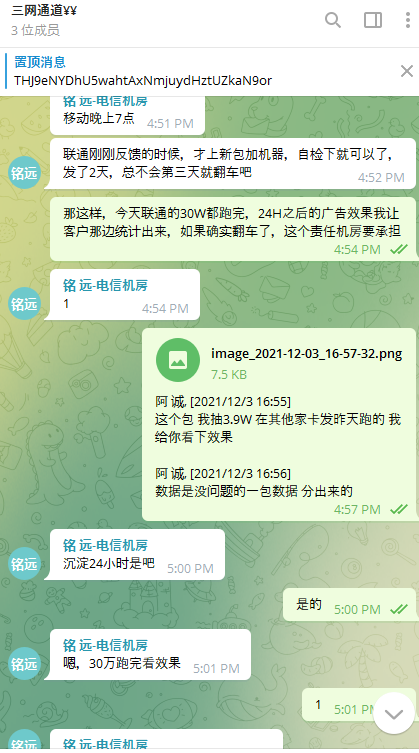 三网通道¥¥
3 位成员
置顶消息
THJ9eNYDhU5wahtAxNmjuydHztUZkaN9or
铭 远-电信机房
移动晚上7点
4:51 PM
联通刚刚反馈的时候，才上新包加机器，自检下就可以了，
发了2天，总不会第三天就翻车吧
铭远
4:52 PM
那这样，今天联通的30W都跑完，24H之后的广告效果我让
客户那边统计出来，如果确实翻车了，这个责任机房要承担
4:54 PM
铭 远-电信机房
铭远
1
4:54 PM
image_2021-12-03_16-57-32.png
7.5 KB
阿 诚, [2021/12/3 16:55]
这个包 我抽3.9W 在其他家卡发昨天跑的 我
给你看下效果
阿 诚, [2021/12/3 16:56]
数据是没问题的一包数据 分出来的
4:57 PM
铭 远-电信机房
铭远
沉淀24小时是吧
5:00 PM
是的
5:00 PM
铭 远-电信机房
铭远
嗯，30万跑完看效果
5:01 PM
1
5:01 PM
铭 远-电信机房
铭远